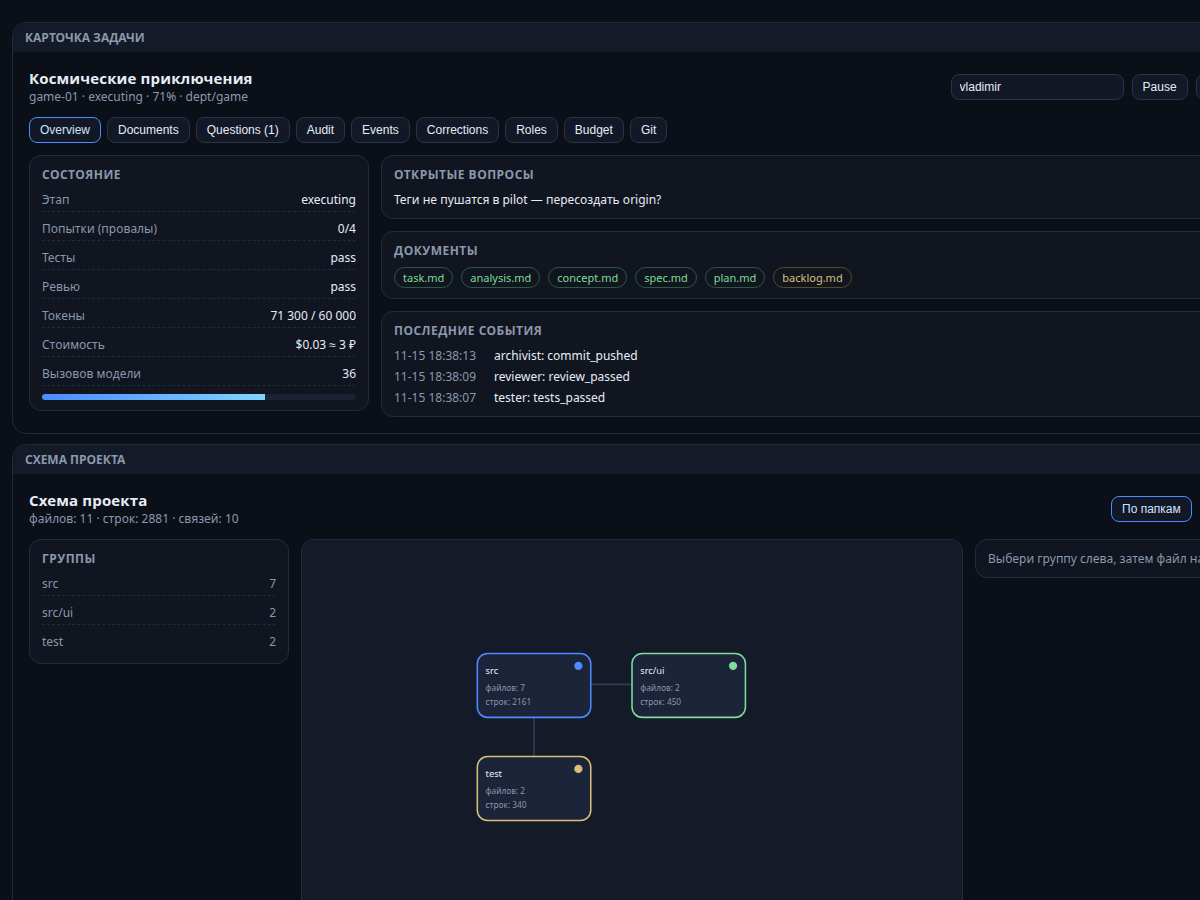 КАРТОЧКА ЗАДАЧИ
Космические приключения
game-01 · executing · 71% · dept/game
vladimir
Pause
Overview
Documents
Questions (1)
Audit
Events
Corrections
Roles
Budget
Git
СОСТОЯНИЕ
Этап executing
Попытки (провалы) 0/4
Тесты pass
Ревью pass
Токены 71 300 / 60 000
Стоимость $0.03 ≈ 3 ₽
Вызовов модели 36
ОТКРЫТЫЕ ВОПРОСЫ
Теги не пушатся в pilot — пересоздать origin?
ДОКУМЕНТЫ
task.md
analysis.md
concept.md
spec.md
plan.md
backlog.md
ПОСЛЕДНИЕ СОБЫТИЯ
11-15 18:38:13 archivist: commit_pushed
11-15 18:38:09 reviewer: review_passed
11-15 18:38:07 tester: tests_passed
СХЕМА ПРОЕКТА
Схема проекта
файлов: 11 · строк: 2881 · связей: 10
По папкам
ГРУППЫ
src 7
src/ui 2
test 2
src
файлов: 7
строк: 2161
src/ui
файлов: 2
строк: 450
test
файлов: 2
строк: 340
Выбери группу слева, затем файл на